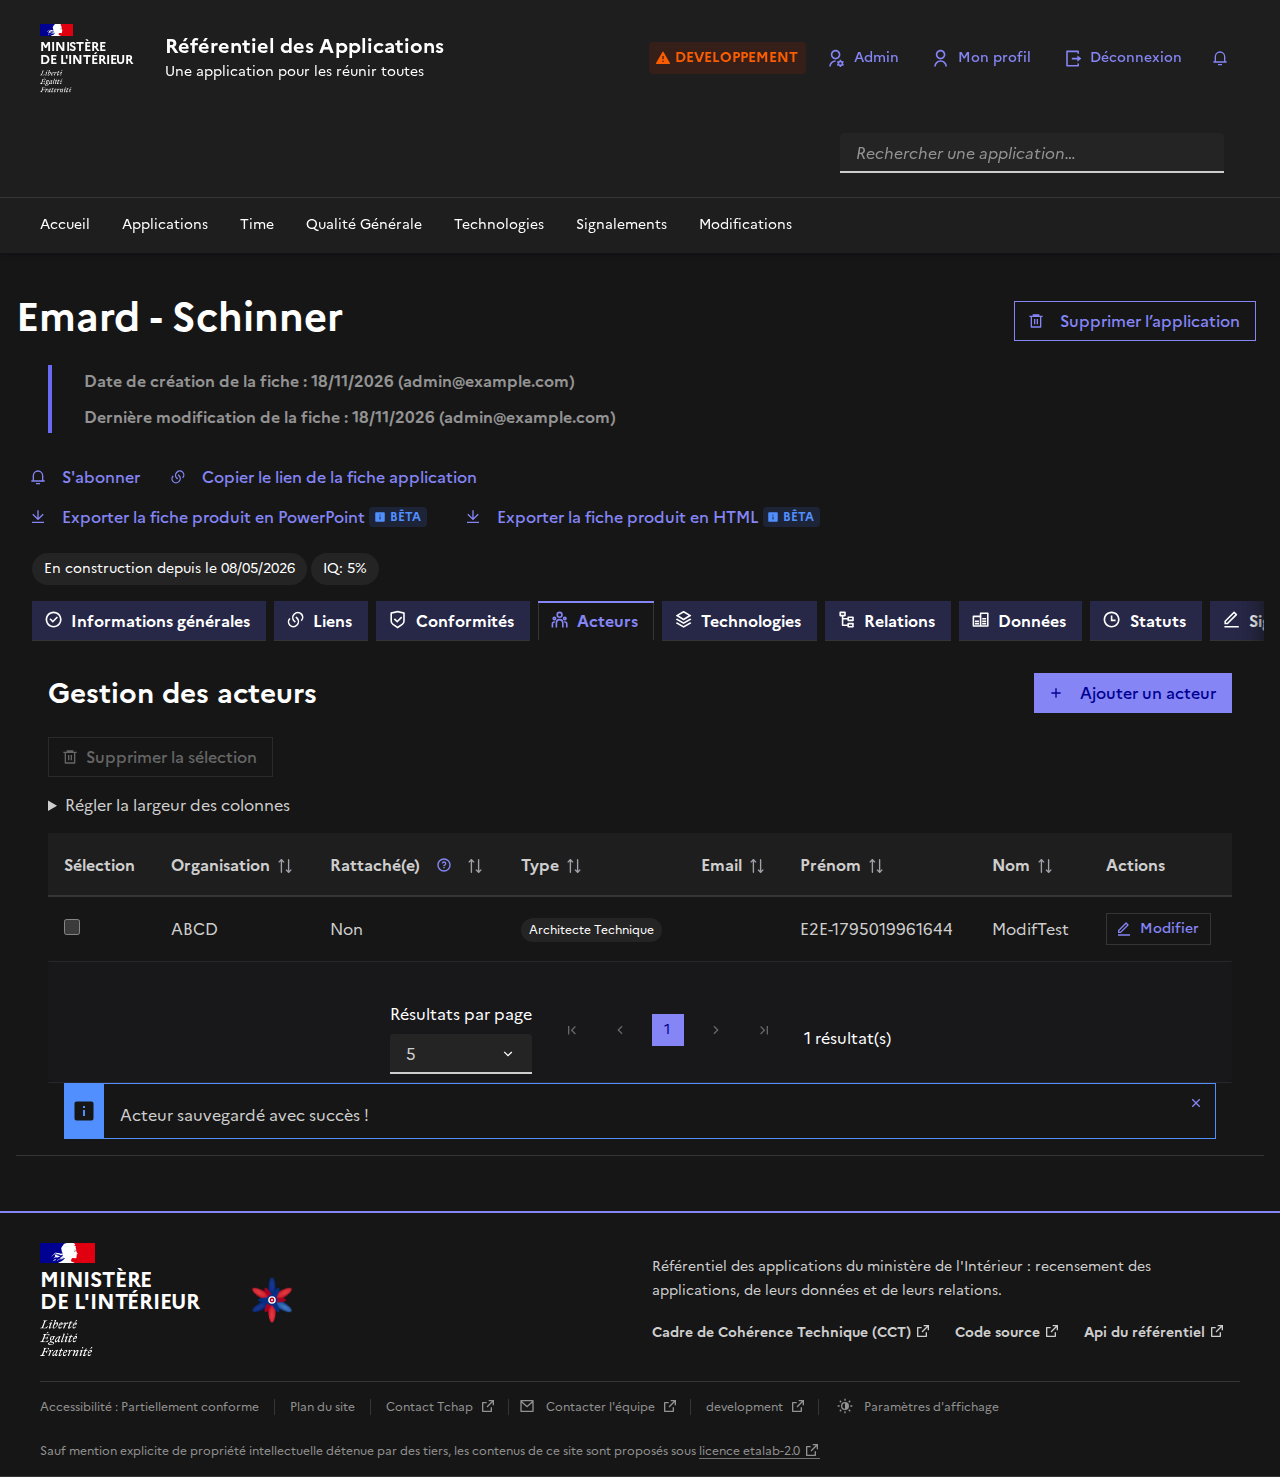 MINISTÈRE
DE L'INTÉRIEUR
Liberté
Égalité
Fraternité
Référentiel des Applications
Une application pour les réunir toutes
DEVELOPPEMENT
Admin
Mon profil
Déconnexion
Rechercher une application…
Accueil
Applications
Time
Qualité Générale
Technologies
Signalements
Modifications
Emard - Schinner
Supprimer l’application
Date de création de la fiche : 18/11/2026 (admin@example.com)
Dernière modification de la fiche : 18/11/2026 (admin@example.com)
S'abonner
Copier le lien de la fiche application
Exporter la fiche produit en PowerPoint BÊTA
Exporter la fiche produit en HTML BÊTA
En construction depuis le 08/05/2026
IQ: 5%
Informations générales
Liens
Conformités
Acteurs
Technologies
Relations
Données
Statuts
Gestion des acteurs
Ajouter un acteur
Supprimer la sélection
Régler la largeur des colonnes
Sélection Organisation Rattaché(e) Type Email Prénom Nom Actions
ABCD Non Architecte Technique E2E-1795019961644 ModifTest Modifier
Résultats par page
5
1
1 résultat(s)
Acteur sauvegardé avec succès !
MINISTÈRE
DE L'INTÉRIEUR
Liberté
Égalité
Fraternité
Référentiel des applications du ministère de l'Intérieur : recensement des
applications, de leurs données et de leurs relations.
Cadre de Cohérence Technique (CCT)
Code source
Api du référentiel
Accessibilité : Partiellement conforme
Plan du site
Contact Tchap
Contacter l'équipe
development
Paramètres d'affichage
Sauf mention explicite de propriété intellectuelle détenue par des tiers, les contenus de ce site sont proposés sous licence etalab-2.0